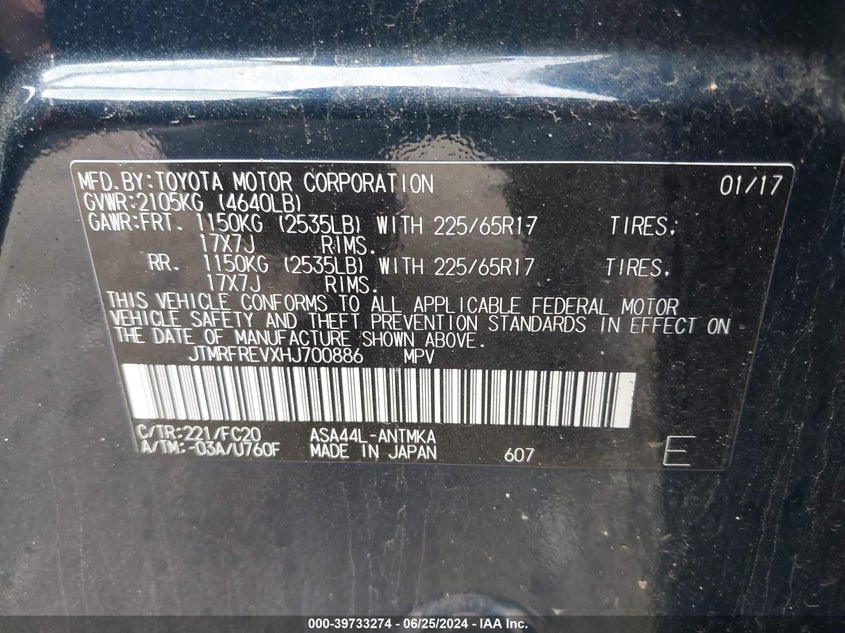 MFD.BY:TOYOTA MOTOR CORPORATION 01/17
GVWR:2105KG (4640LB)
GAWR:FRT. 1150KG (2535LB) WITH 225/65R17 TIRES,
17X7J RIMS.
RR. 1150KG (2535LB) WITH 225/65R17 TIRES,
17X7J RIMS.
THIS VEHICLE CONFORMS TO ALL APPLICABLE FEDERAL MOTOR
VEHICLE SAFETY AND THEFT PREVENTION STANDARDS IN EFFECT ON
THE DATE OF MANUFACTURE SHOWN ABOVE.
JTMRFREVXHJ700886 MPV
C/TR:221/FC20 ASA44L-ANTMKA
A/TM:-03A/U760F MADE IN JAPAN 607 E
000-39733274 - 06/25/2024 - IAA Inc.